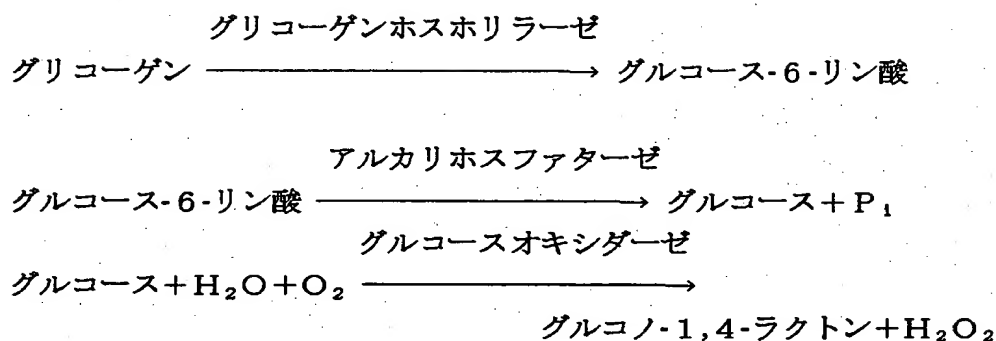 グリコーゲンホスホリラーゼ
グリコーゲン ⟶ グルコース-6-リン酸
アルカリホスファターゼ
グルコース-6-リン酸 ⟶ グルコース+P₁
グルコースオキシダーゼ
グルコース+H₂O+O₂ ⟶
グルコノ-1,4-ラクトン+H₂O₂